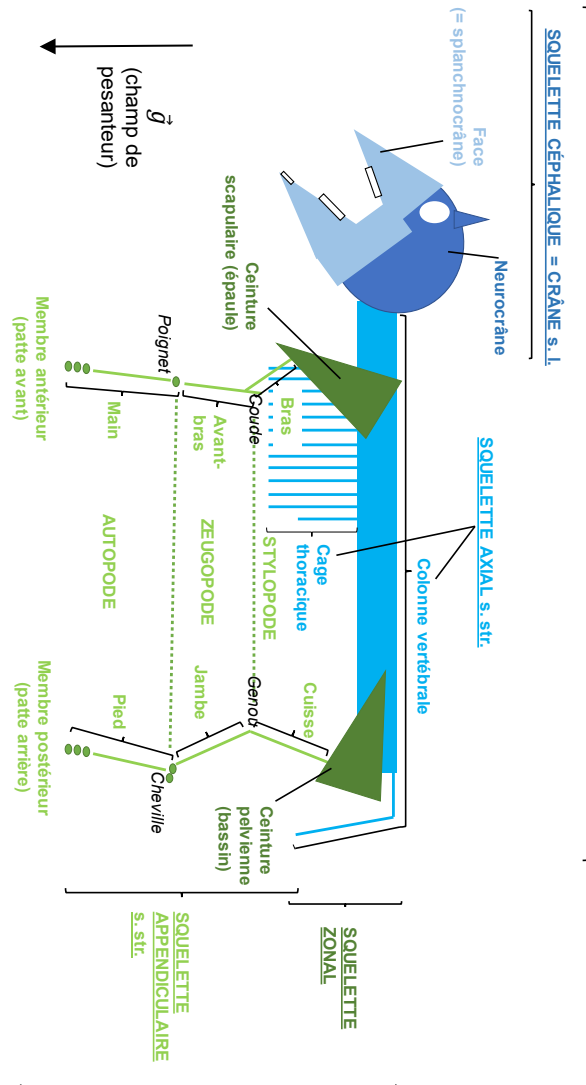 SQUELETTE CÉPHALIQUE = CRÂNE s. l.
Face
(= splanchnocrâne)
Neurocrâne
SQUELETTE AXIAL s. str.
Colonne vertébrale
Cage
thoracique
g
(champ de
pesanteur)
Ceinture
scapulaire (épaule)
Bras
Coude
Avant-
bras
Poignet
Main
Membre antérieur
(patte avant)
STYLOPODE
ZEUGOPODE
AUTOPODE
Cuisse
Genou
Jambe
Cheville
Pied
Membre postérieur
(patte arrière)
Ceinture
pelvienne
(bassin)
SQUELETTE
ZONAL
SQUELETTE
APPENDICULAIRE
s. str.